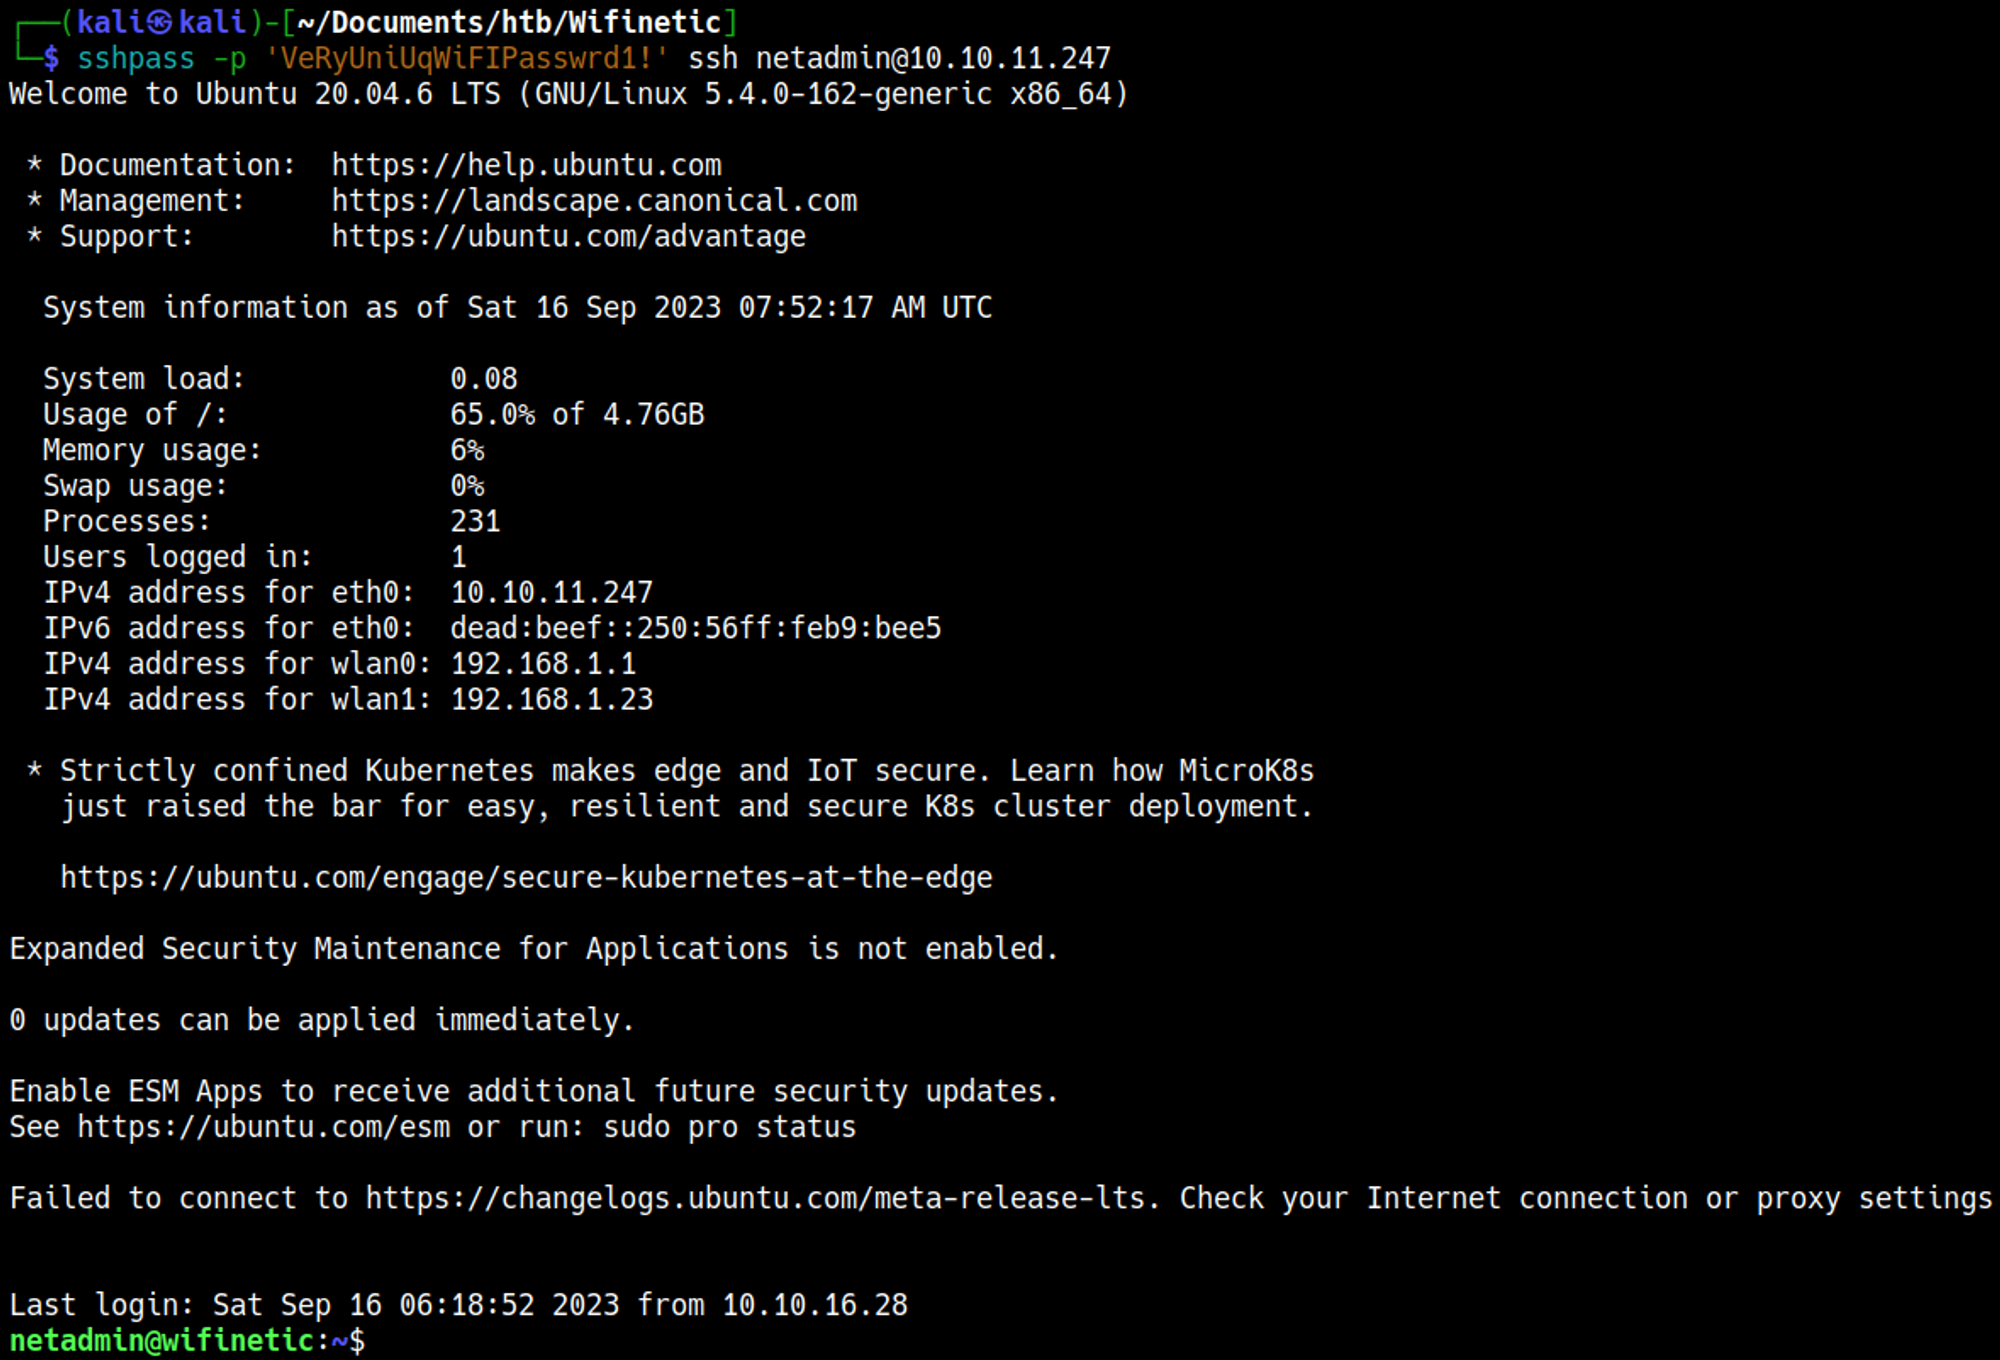 ┌──(kali㉿kali)-[~/Documents/htb/Wifinetic]
└─$ sshpass -p 'VeRyUniUqWiFIPasswrd1!' ssh netadmin@10.10.11.247
Welcome to Ubuntu 20.04.6 LTS (GNU/Linux 5.4.0-162-generic x86_64)

 * Documentation:  https://help.ubuntu.com
 * Management:     https://landscape.canonical.com
 * Support:        https://ubuntu.com/advantage

  System information as of Sat 16 Sep 2023 07:52:17 AM UTC

  System load:            0.08
  Usage of /:             65.0% of 4.76GB
  Memory usage:           6%
  Swap usage:             0%
  Processes:              231
  Users logged in:        1
  IPv4 address for eth0:  10.10.11.247
  IPv6 address for eth0:  dead:beef::250:56ff:feb9:bee5
  IPv4 address for wlan0: 192.168.1.1
  IPv4 address for wlan1: 192.168.1.23

 * Strictly confined Kubernetes makes edge and IoT secure. Learn how MicroK8s
   just raised the bar for easy, resilient and secure K8s cluster deployment.

   https://ubuntu.com/engage/secure-kubernetes-at-the-edge

Expanded Security Maintenance for Applications is not enabled.

0 updates can be applied immediately.

Enable ESM Apps to receive additional future security updates.
See https://ubuntu.com/esm or run: sudo pro status

Failed to connect to https://changelogs.ubuntu.com/meta-release-lts. Check your Internet connection or proxy settings

Last login: Sat Sep 16 06:18:52 2023 from 10.10.16.28
netadmin@wifinetic:~$